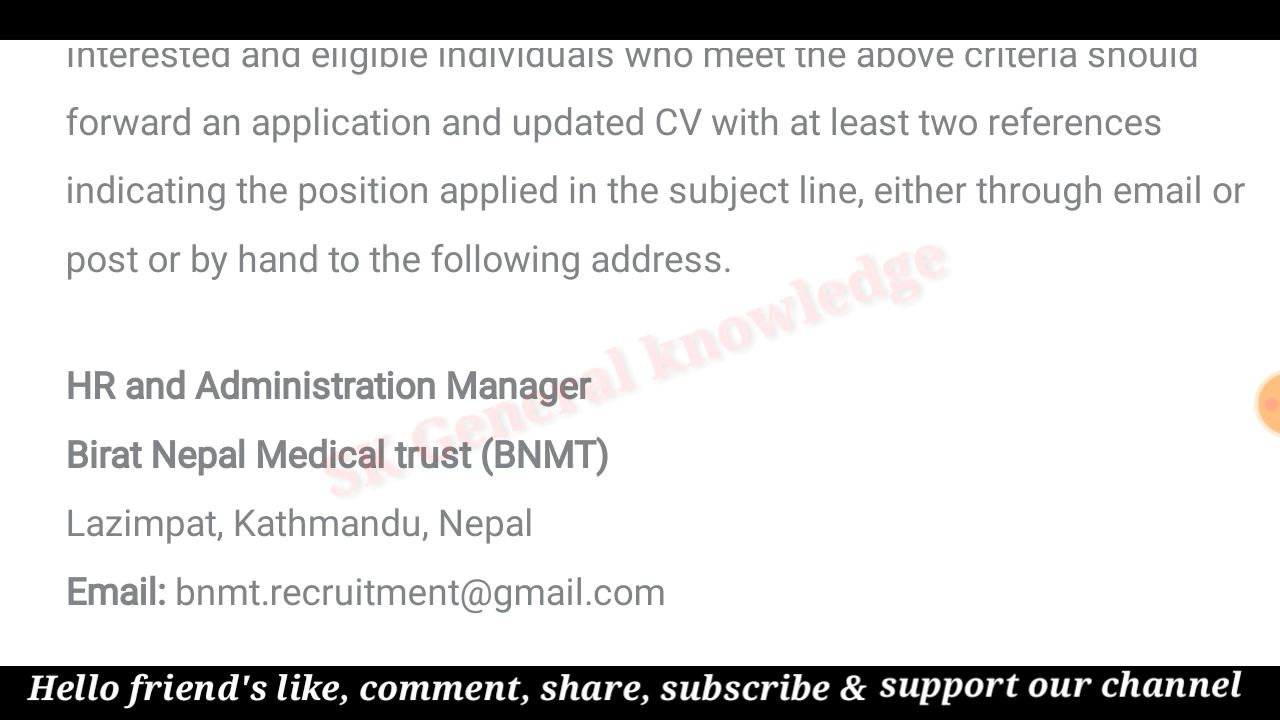 Interested and eligible individuals who meet the above criteria should
forward an application and updated CV with at least two references
indicating the position applied in the subject line, either through email or
post or by hand to the following address.
SK General knowledge
HR and Administration Manager
Birat Nepal Medical trust (BNMT)
Lazimpat, Kathmandu, Nepal
Email: bnmt.recruitment@gmail.com
Hello friend's like, comment, share, subscribe & support our channel